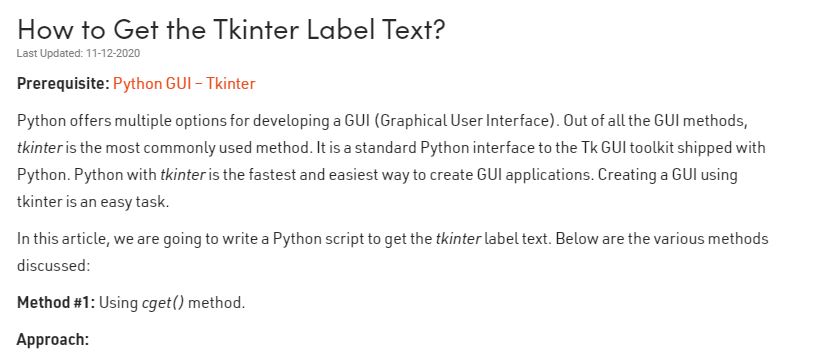 How to Get the Tkinter Label Text?
Last Updated: 11-12-2020
Prerequisite: Python GUI – Tkinter
Python offers multiple options for developing a GUI (Graphical User Interface). Out of all the GUI methods,
tkinter is the most commonly used method. It is a standard Python interface to the Tk GUI toolkit shipped with
Python. Python with tkinter is the fastest and easiest way to create GUI applications. Creating a GUI using
tkinter is an easy task.
In this article, we are going to write a Python script to get the tkinter label text. Below are the various methods
discussed:
Method #1: Using cget() method.
Approach: